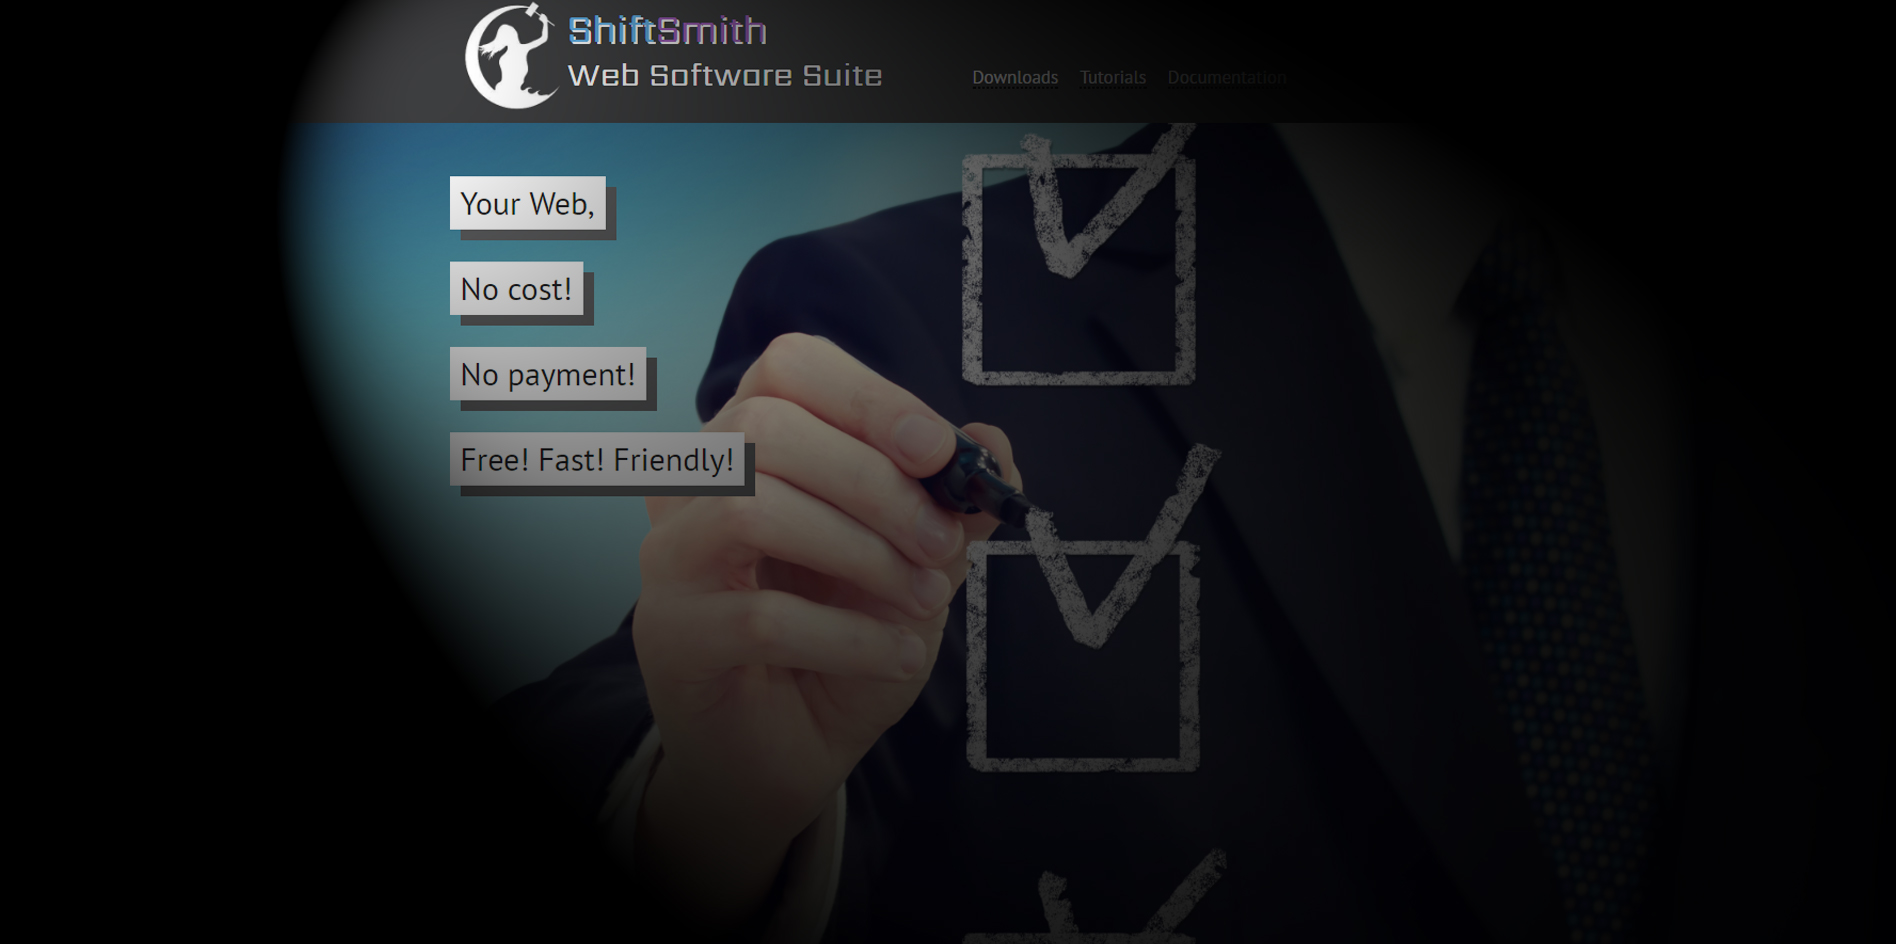 ShiftSmith
Web Software Suite
Downloads Tutorials Documentation
Your Web,
No cost!
No payment!
Free! Fast! Friendly!